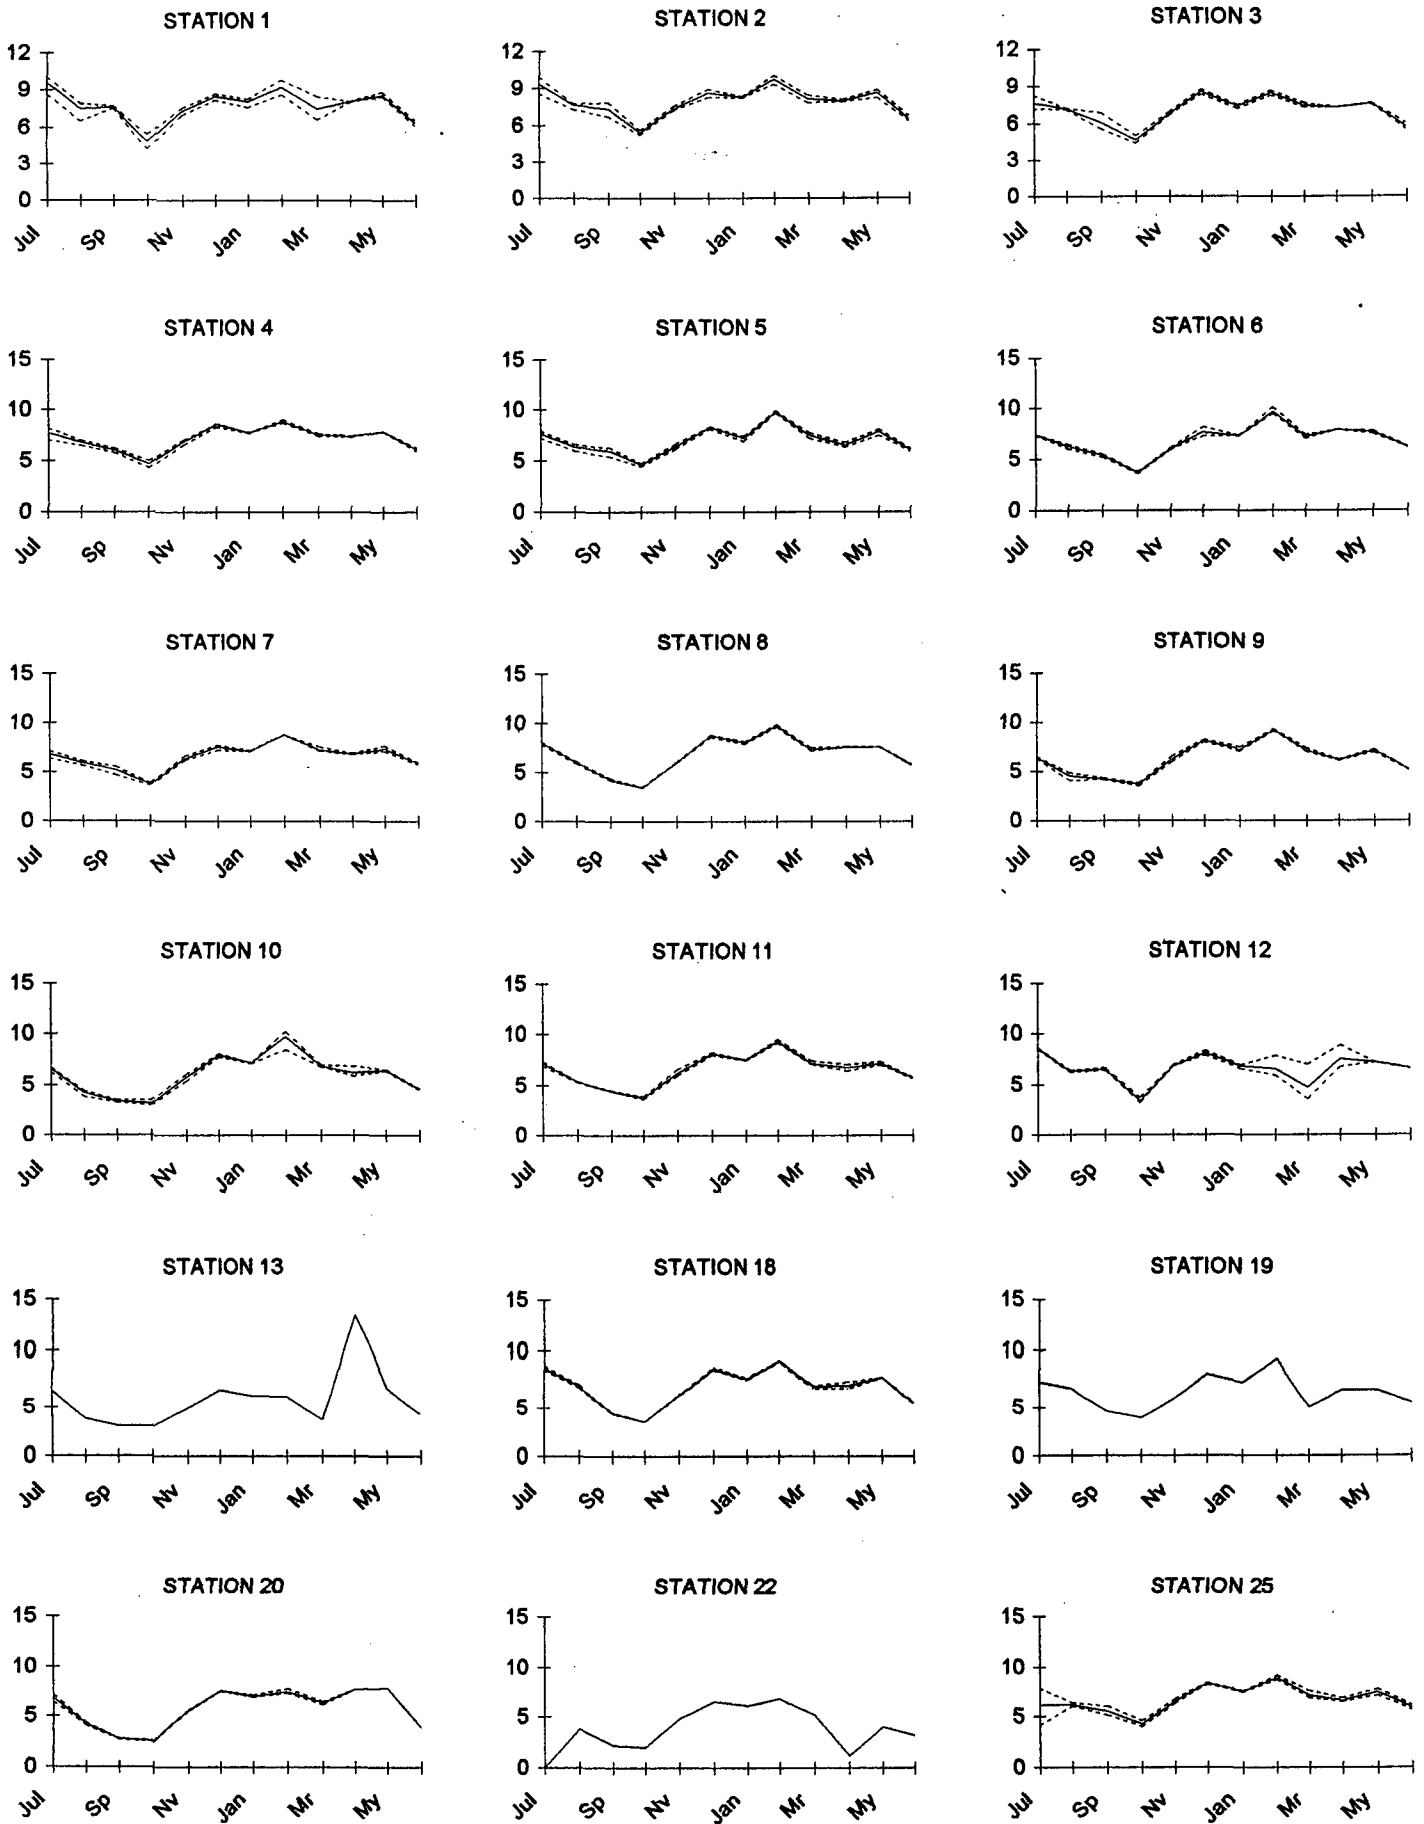 STATION 1 STATION 2 STATION 3
12 12 12
9 9 9
6 6 6
3 3 3
0 0 0
Jul Sp Nv Jan Mr My Jul Sp Nv Jan Mr My Jul Sp Nv Jan Mr My
STATION 4 STATION 5 STATION 6
15 15 15
10 10 10
5 5 5
0 0 0
Jul Sp Nv Jan Mr My Jul Sp Nv Jan Mr My Jul Sp Nv Jan Mr My
STATION 7 STATION 8 STATION 9
15 15 15
10 10 10
5 5 5
0 0 0
Jul Sp Nv Jan Mr My Jul Sp Nv Jan Mr My Jul Sp Nv Jan Mr My
STATION 10 STATION 11 STATION 12
15 15 15
10 10 10
5 5 5
0 0 0
Jul Sp Nv Jan Mr My Jul Sp Nv Jan Mr My Jul Sp Nv Jan Mr My
STATION 13 STATION 18 STATION 19
15 15 15
10 10 10
5 5 5
0 0 0
Jul Sp Nv Jan Mr My Jul Sp Nv Jan Mr My Jul Sp Nv Jan Mr My
STATION 20 STATION 22 STATION 25
15 15 15
10 10 10
5 5 5
0 0 0
Jul Sp Nv Jan Mr My Jul Sp Nv Jan Mr My Jul Sp Nv Jan Mr My